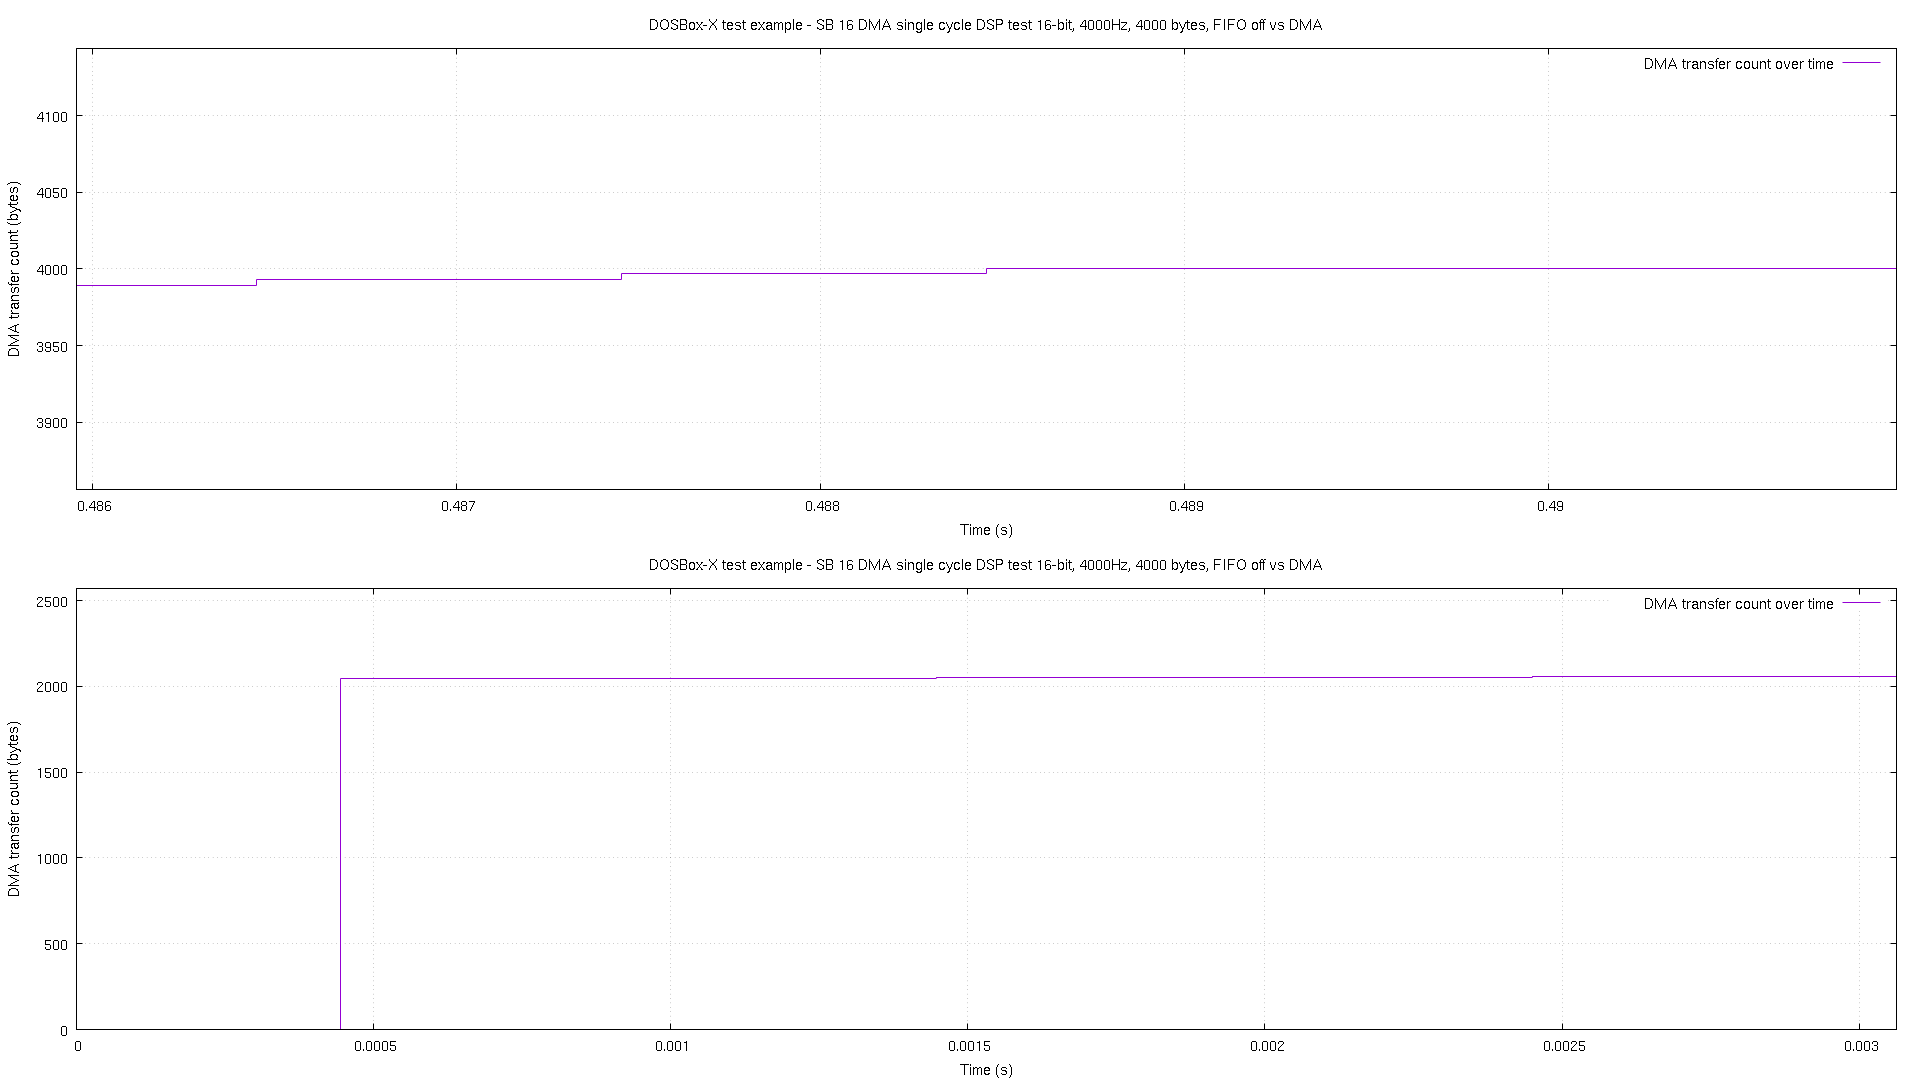 DOSBox-X test example - SB 16 DMA single cycle DSP test 16-bit, 4000Hz, 4000 bytes, FIFO off vs DMA
DMA transfer count over time
DMA transfer count (bytes)
4100
4050
4000
3950
3900
0.486 0.487 0.488 0.489 0.49
Time (s)
DOSBox-X test example - SB 16 DMA single cycle DSP test 16-bit, 4000Hz, 4000 bytes, FIFO off vs DMA
DMA transfer count over time
DMA transfer count (bytes)
2500
2000
1500
1000
500
0
0 0.0005 0.001 0.0015 0.002 0.0025 0.003
Time (s)